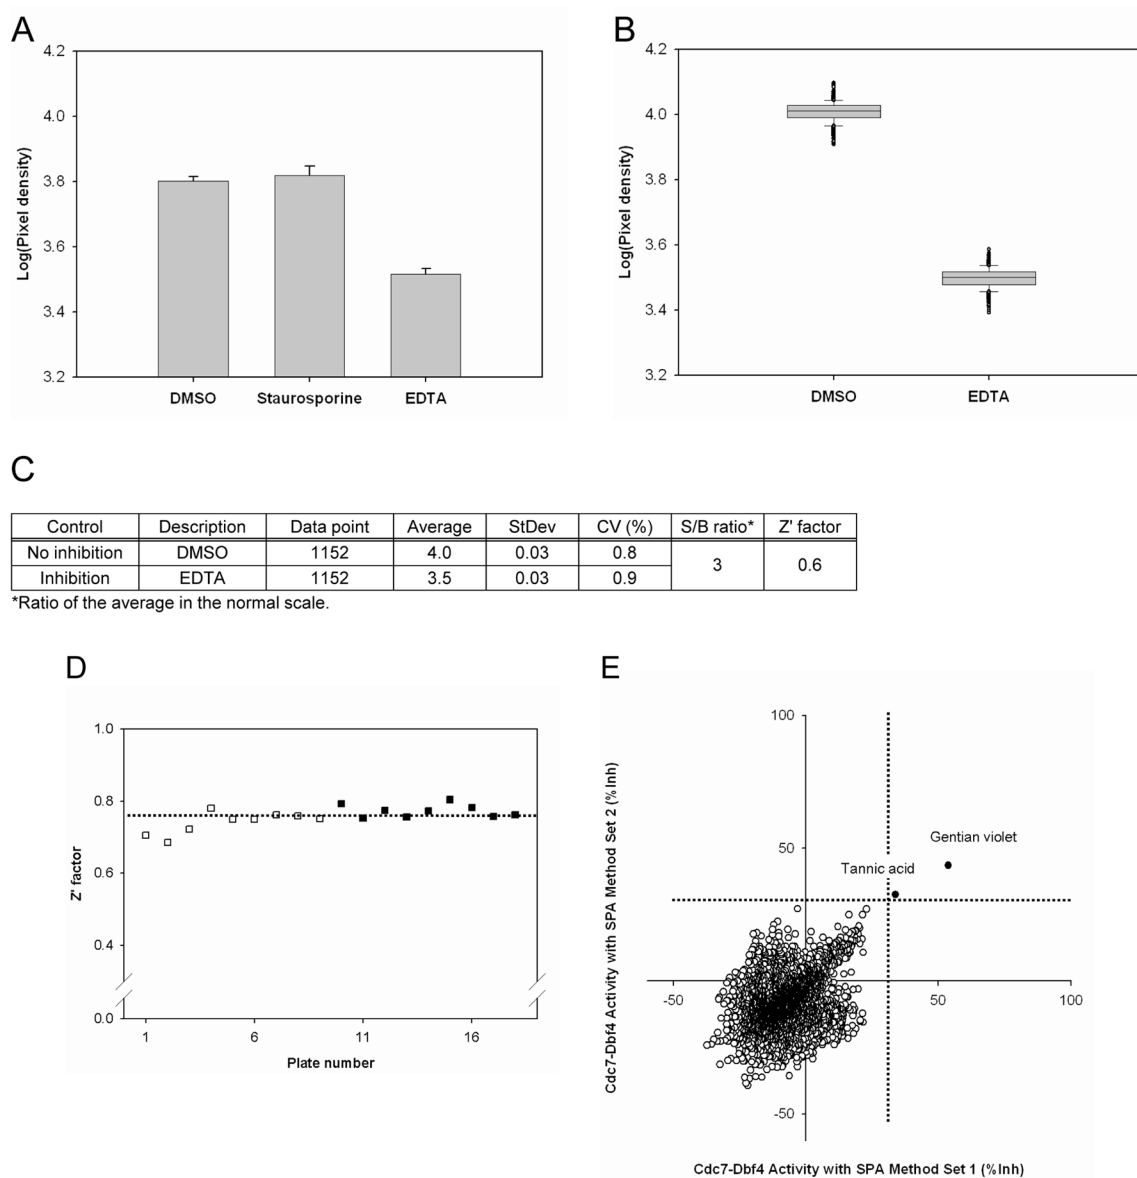 A
4.2
4.0
3.8
3.6
3.4
3.2
Log(Pixel density)
DMSO Staurosporine EDTA
B
4.2
4.0
3.8
3.6
3.4
3.2
Log(Pixel density)
DMSO EDTA
C
Control Description Data point Average StDev CV (%) S/B ratio* Z' factor
No inhibition DMSO 1152 4.0 0.03 0.8 3 0.6
Inhibition EDTA 1152 3.5 0.03 0.9
*Ratio of the average in the normal scale.
D
1.0
0.8
0.6
0.4
0.0
Z' factor
1 6 11 16
Plate number
E
100
50
-50
-50 50 100
Gentian violet
Tannic acid
Cdc7-Dbf4 Activity with SPA Method Set 2 (%Inh)
Cdc7-Dbf4 Activity with SPA Method Set 1 (%Inh)